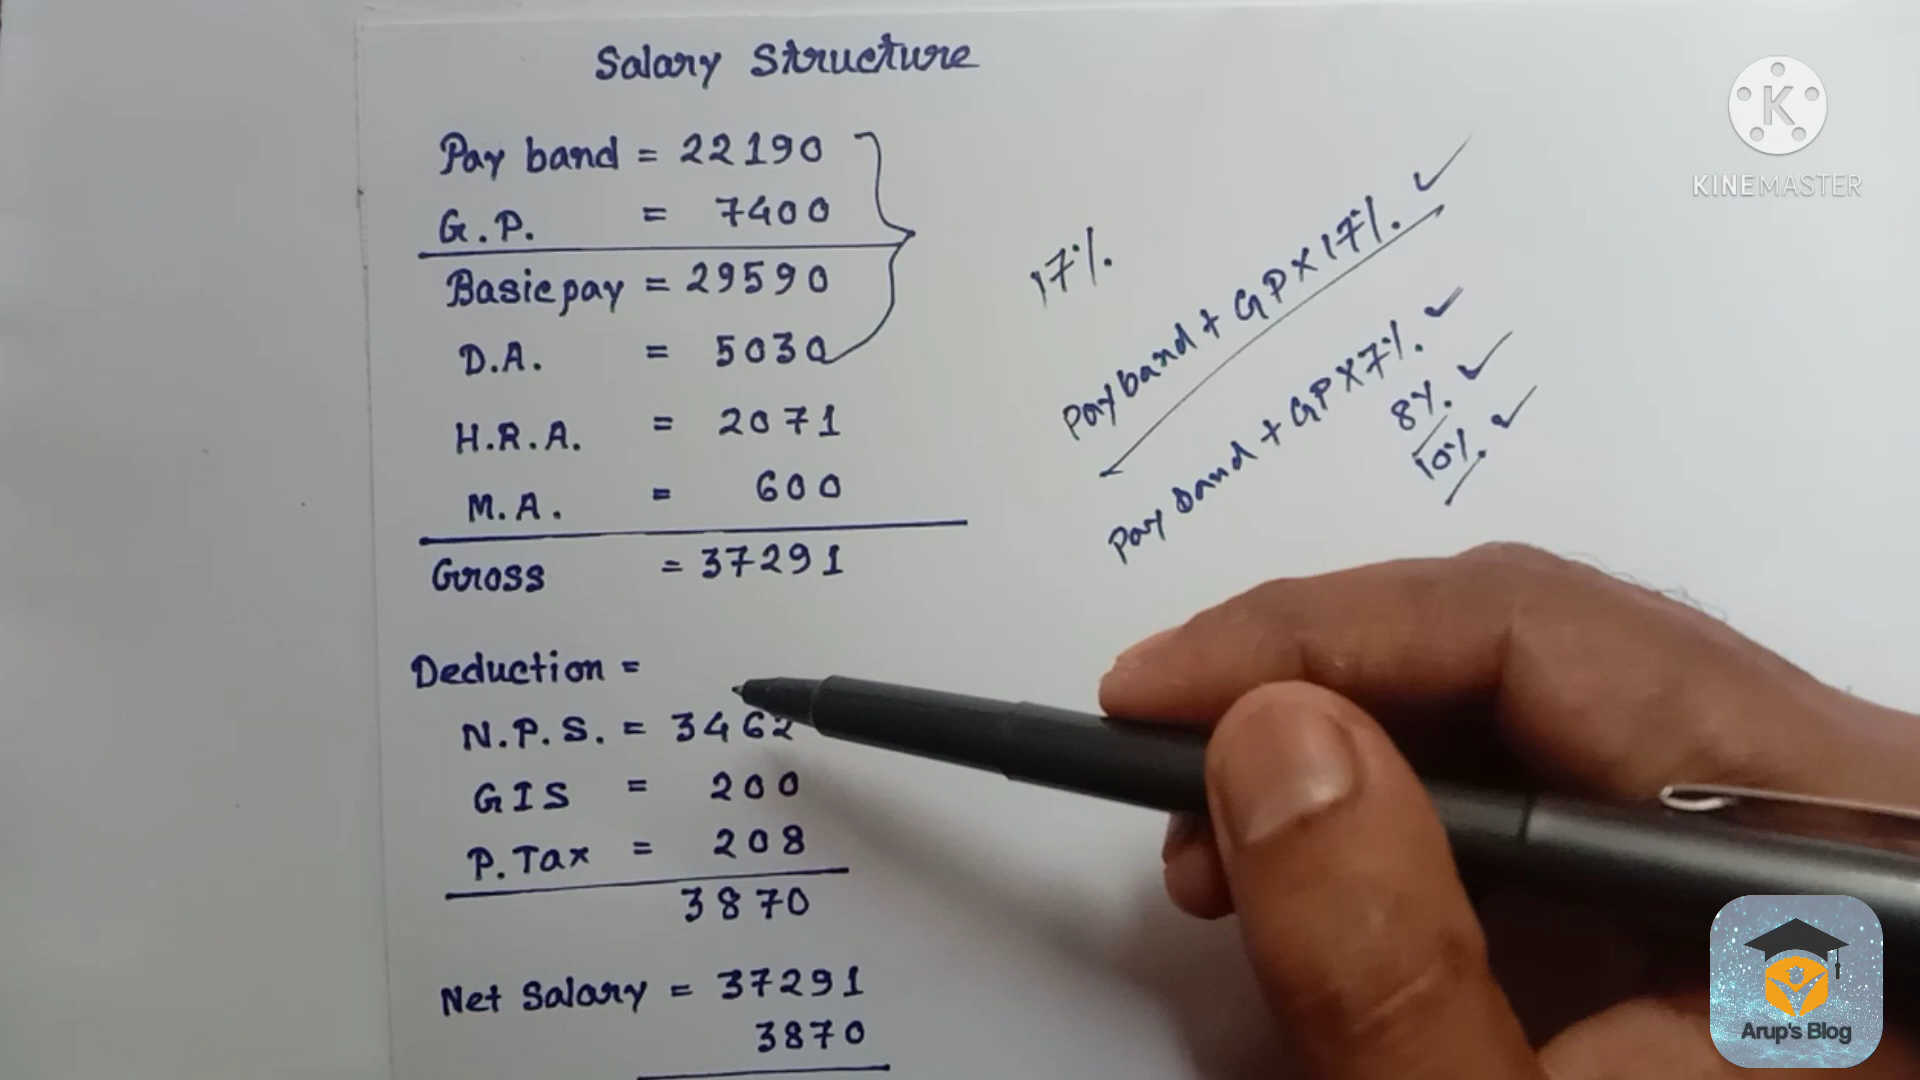 Salary Structure
Pay band = 22190
G.P. = 7400
Basic pay = 29590
D.A. = 5030
H.R.A. = 2071
M.A. = 600
Gross = 37291
Deduction =
N.P.S. = 3462
GIS = 200
P.Tax = 208
3870
Net Salary = 37291
3870
17%.
Pay band + GP X 17%. ✓
Pay band + GP X 7%. ✓
8%. ✓
10%. ✓
K
KINEMASTER
Arup's Blog